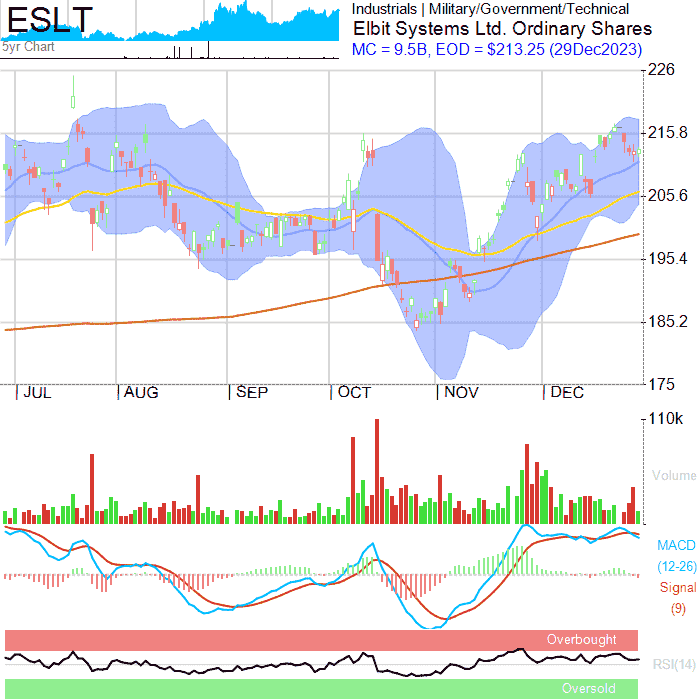 ESLT
5yr Chart
Industrials | Military/Government/Technical
Elbit Systems Ltd. Ordinary Shares
MC = 9.5B, EOD = $213.25 (29Dec2023)
226
215.8
205.6
195.4
185.2
175
JUL AUG SEP OCT NOV DEC
110k
Volume
MACD
(12-26)
Signal
(9)
Overbought
RSI(14)
Oversold